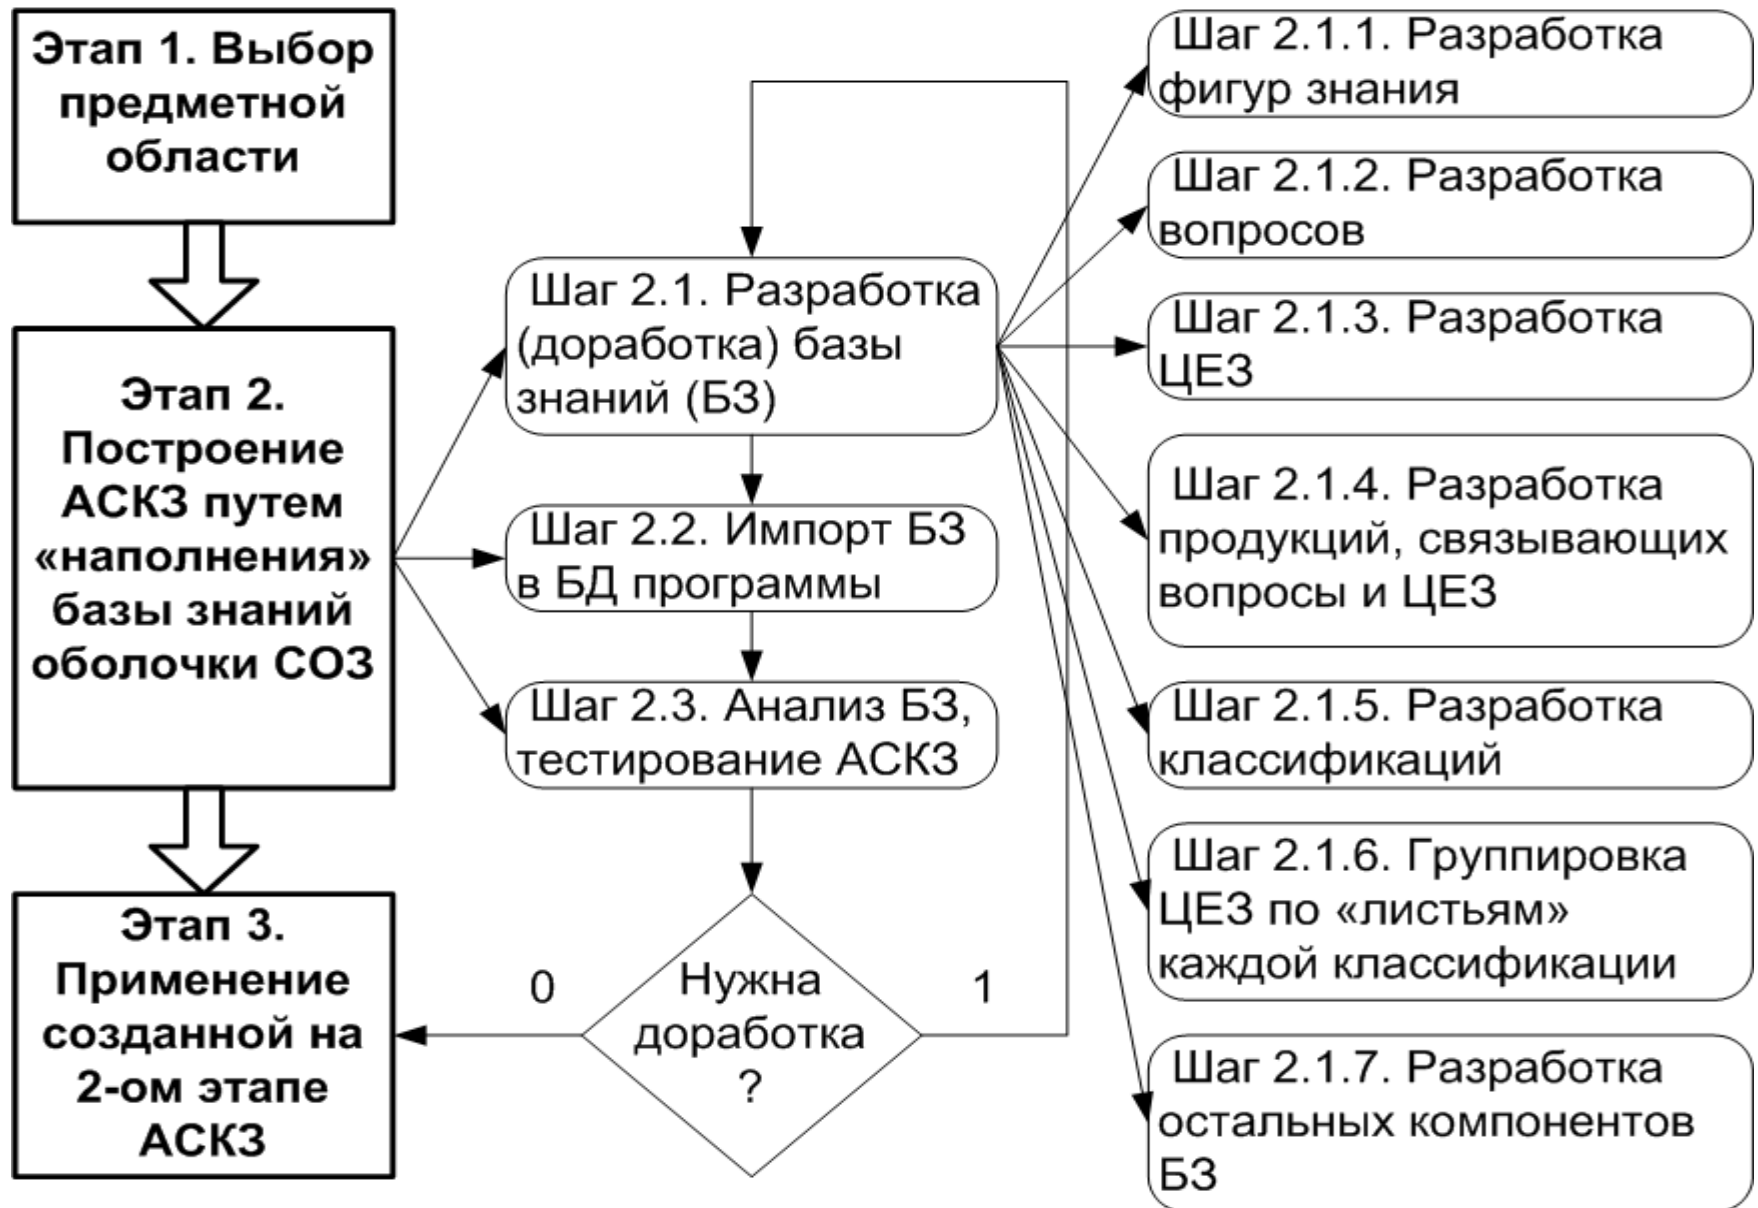 Этап 1. Выбор
предметной
области
Этап 2.
Построение
АСКЗ путем
«наполнения»
базы знаний
оболочки СОЗ
Этап 3.
Применение
созданной на
2-ом этапе
АСКЗ
Шаг 2.1. Разработка
(доработка) базы
знаний (БЗ)
Шаг 2.2. Импорт БЗ
в БД программы
Шаг 2.3. Анализ БЗ,
тестирование АСКЗ
0
Нужна
доработка
?
1
Шаг 2.1.1. Разработка
фигур знания
Шаг 2.1.2. Разработка
вопросов
Шаг 2.1.3. Разработка
ЦЕЗ
Шаг 2.1.4. Разработка
продукций, связывающих
вопросы и ЦЕЗ
Шаг 2.1.5. Разработка
классификаций
Шаг 2.1.6. Группировка
ЦЕЗ по «листьям»
каждой классификации
Шаг 2.1.7. Разработка
остальных компонентов
БЗ